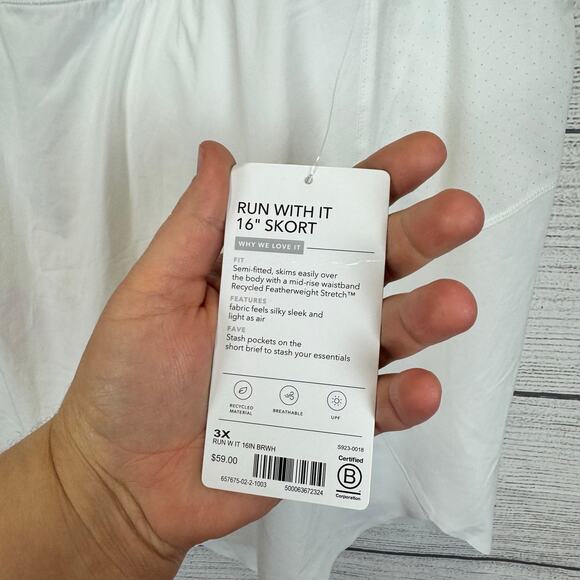 RUN WITH IT
16" SKORT
WHY WE LOVE IT
FIT
Semi-fitted, skims easily over
the body with a mid-rise waistband
Recycled Featherweight Stretch™
FEATURES
fabric feels silky sleek and
light as air
FAVE
Stash pockets on the
short brief to stash your essentials
RECYCLED
MATERIAL
BREATHABLE
UPF
3X
RUN W IT 16IN BRWH
S923-0018
$59.00
657675-02-2-1003
500063672324
Certified
B
Corporation